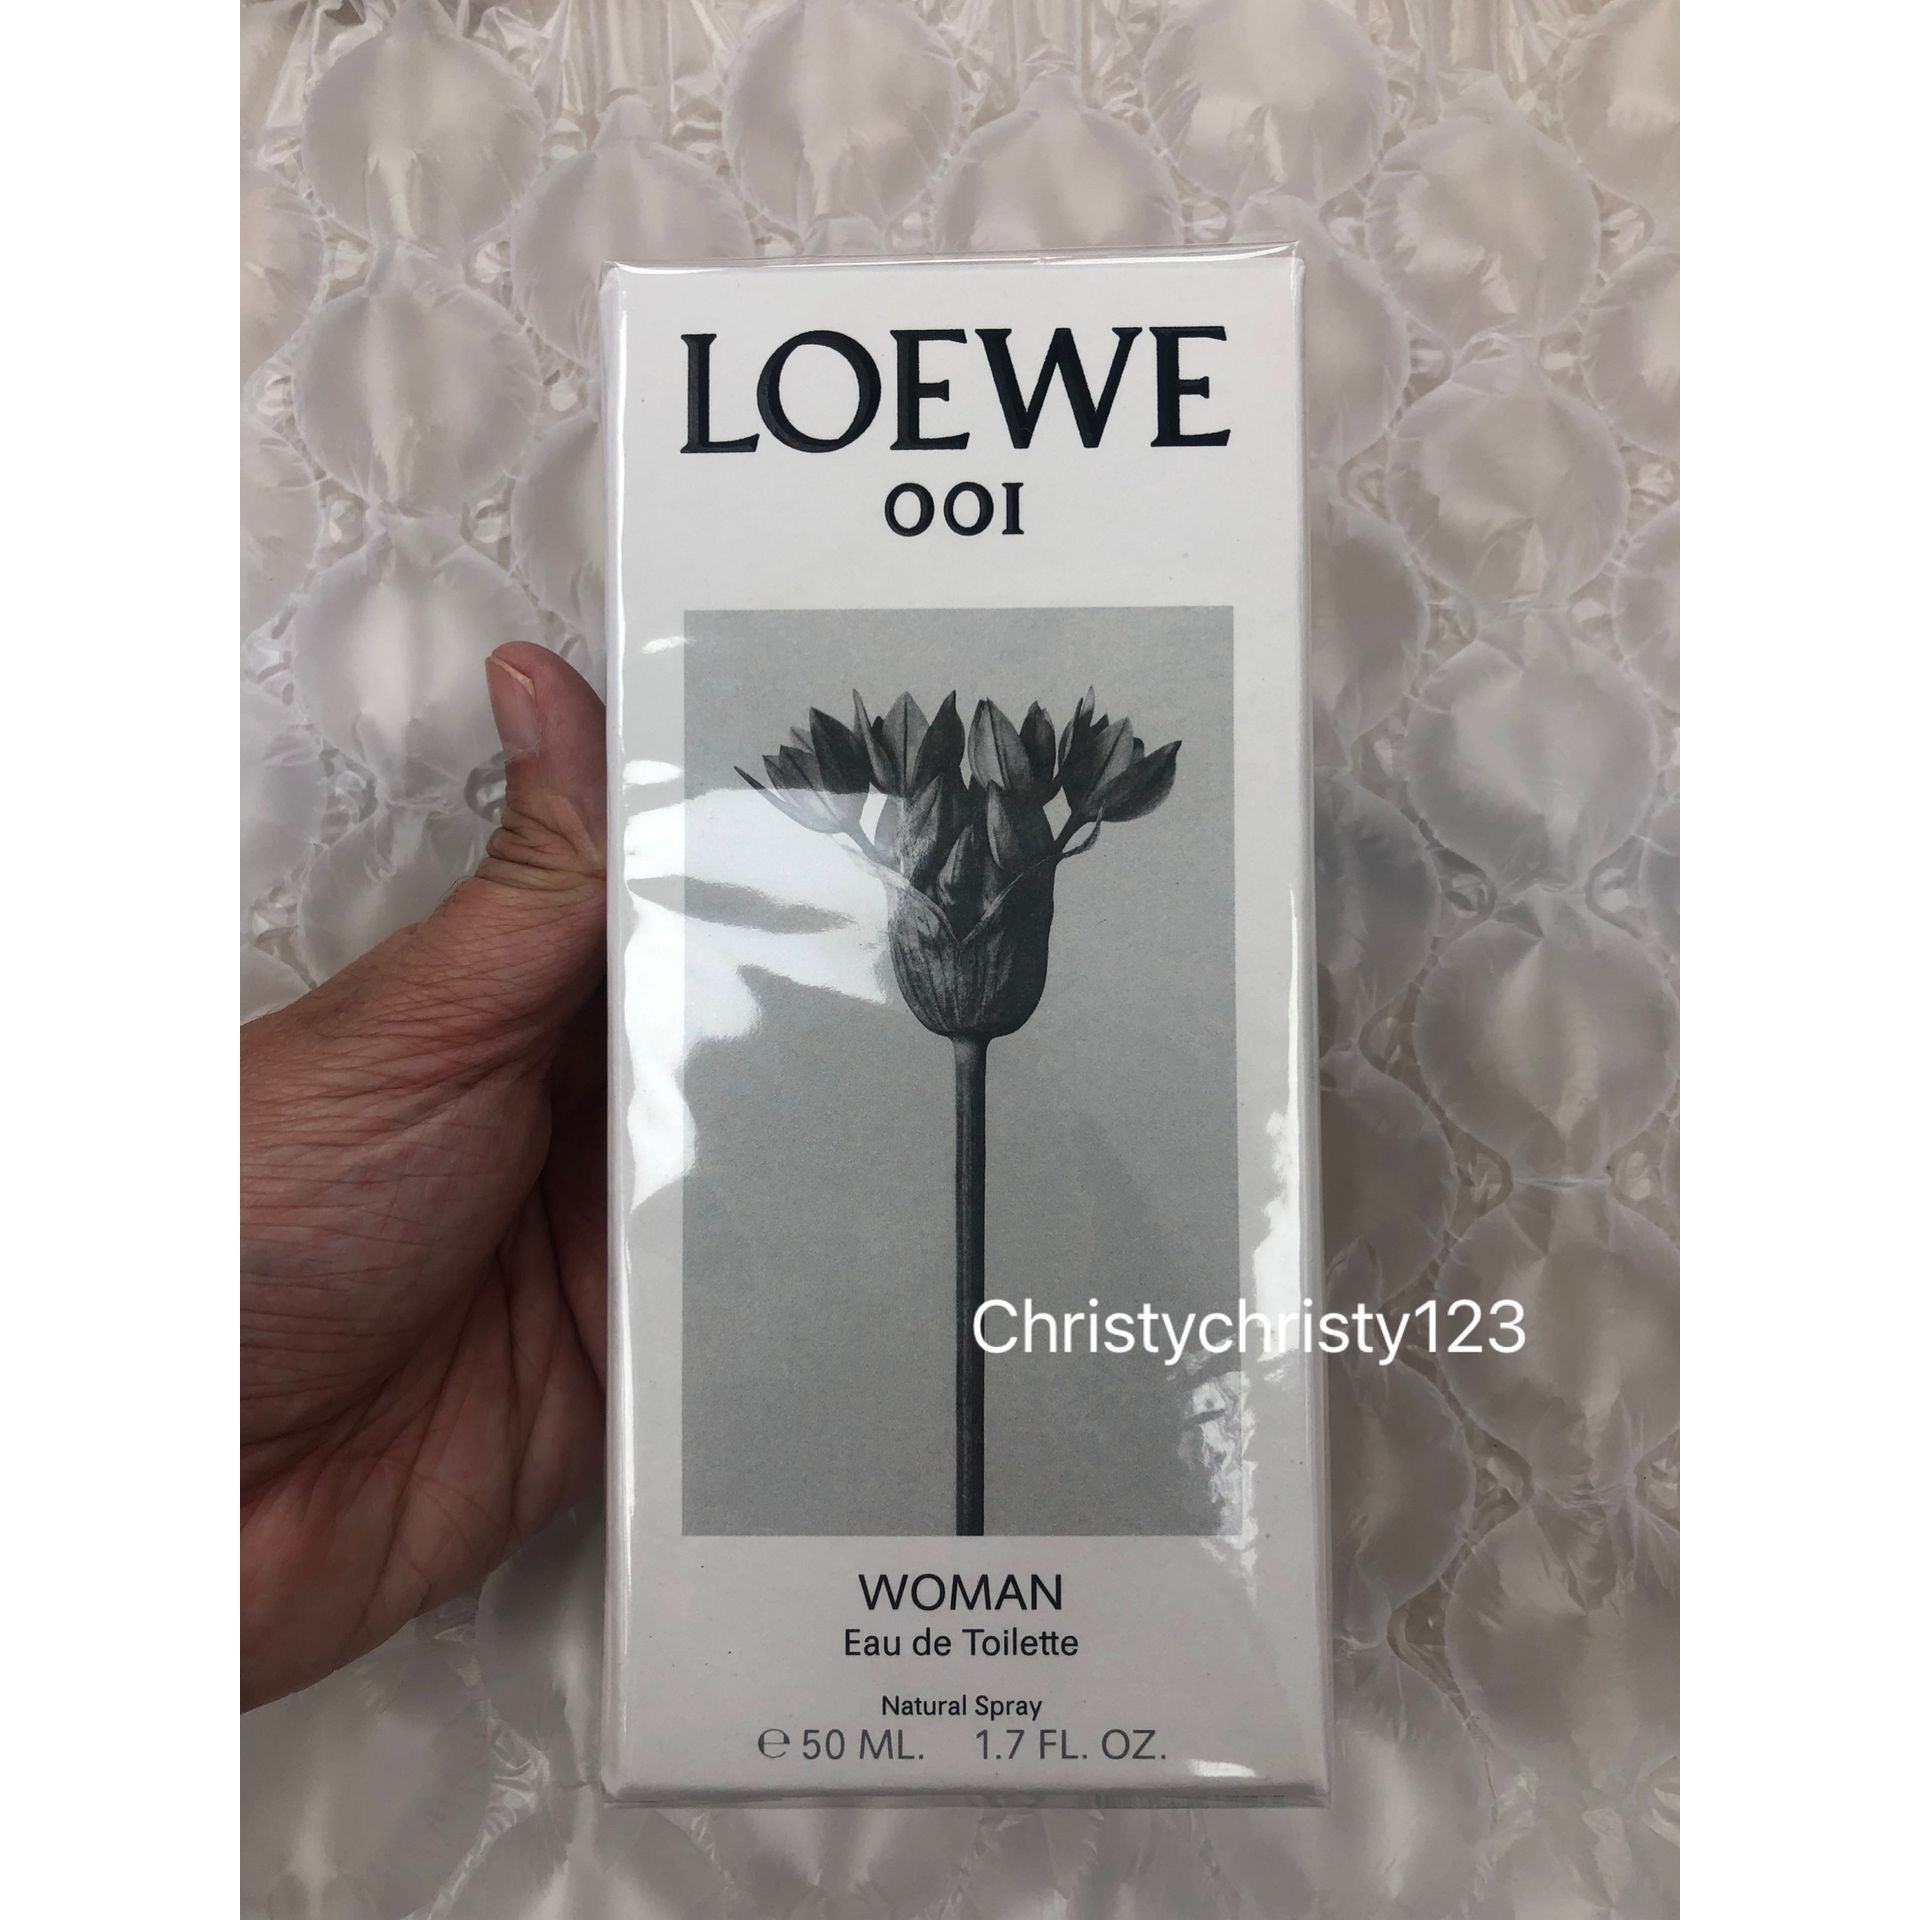 LOEWE
001
Christychristy123
WOMAN
Eau de Toilette
Natural Spray
℮ 50 ML. 1.7 FL. OZ.